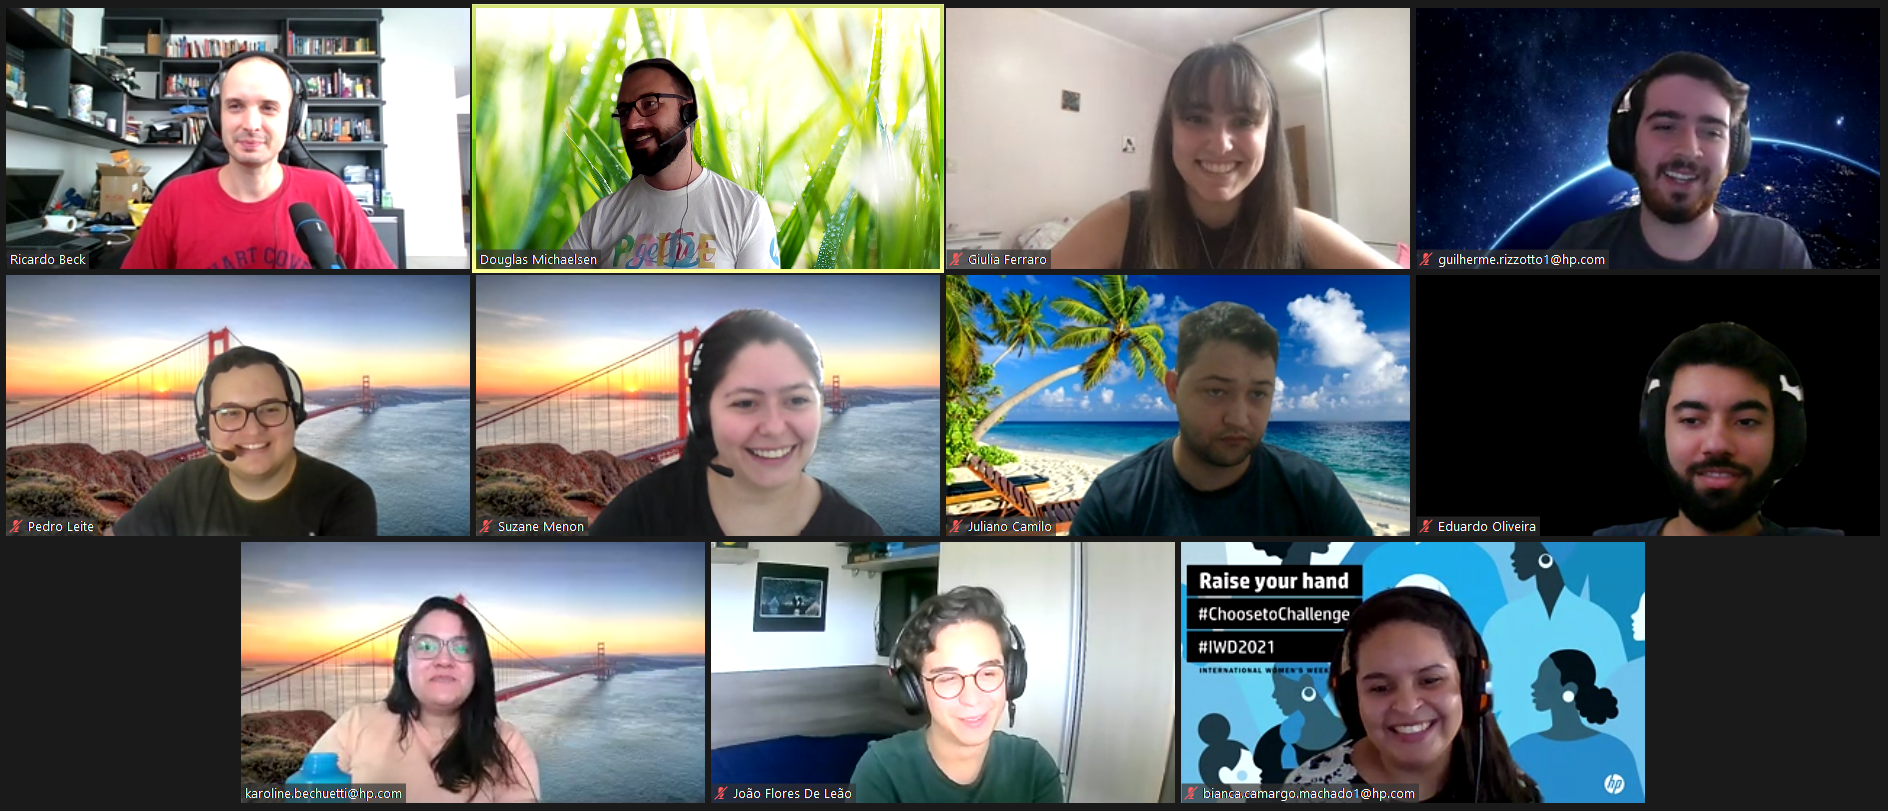 Ricardo Beck
Douglas Michaelsen
Giulia Ferraro
guilherme.rizzotto1@hp.com
Pedro Leite
Suzane Menon
Juliano Camilo
Eduardo Oliveira
karoline.bechuetti@hp.com
João Flores De Leão
Raise your hand
#ChoosetoChallenge
#IWD2021
INTERNATIONAL WOMEN'S WEEK
hp
bianca.camargo.machado1@hp.com